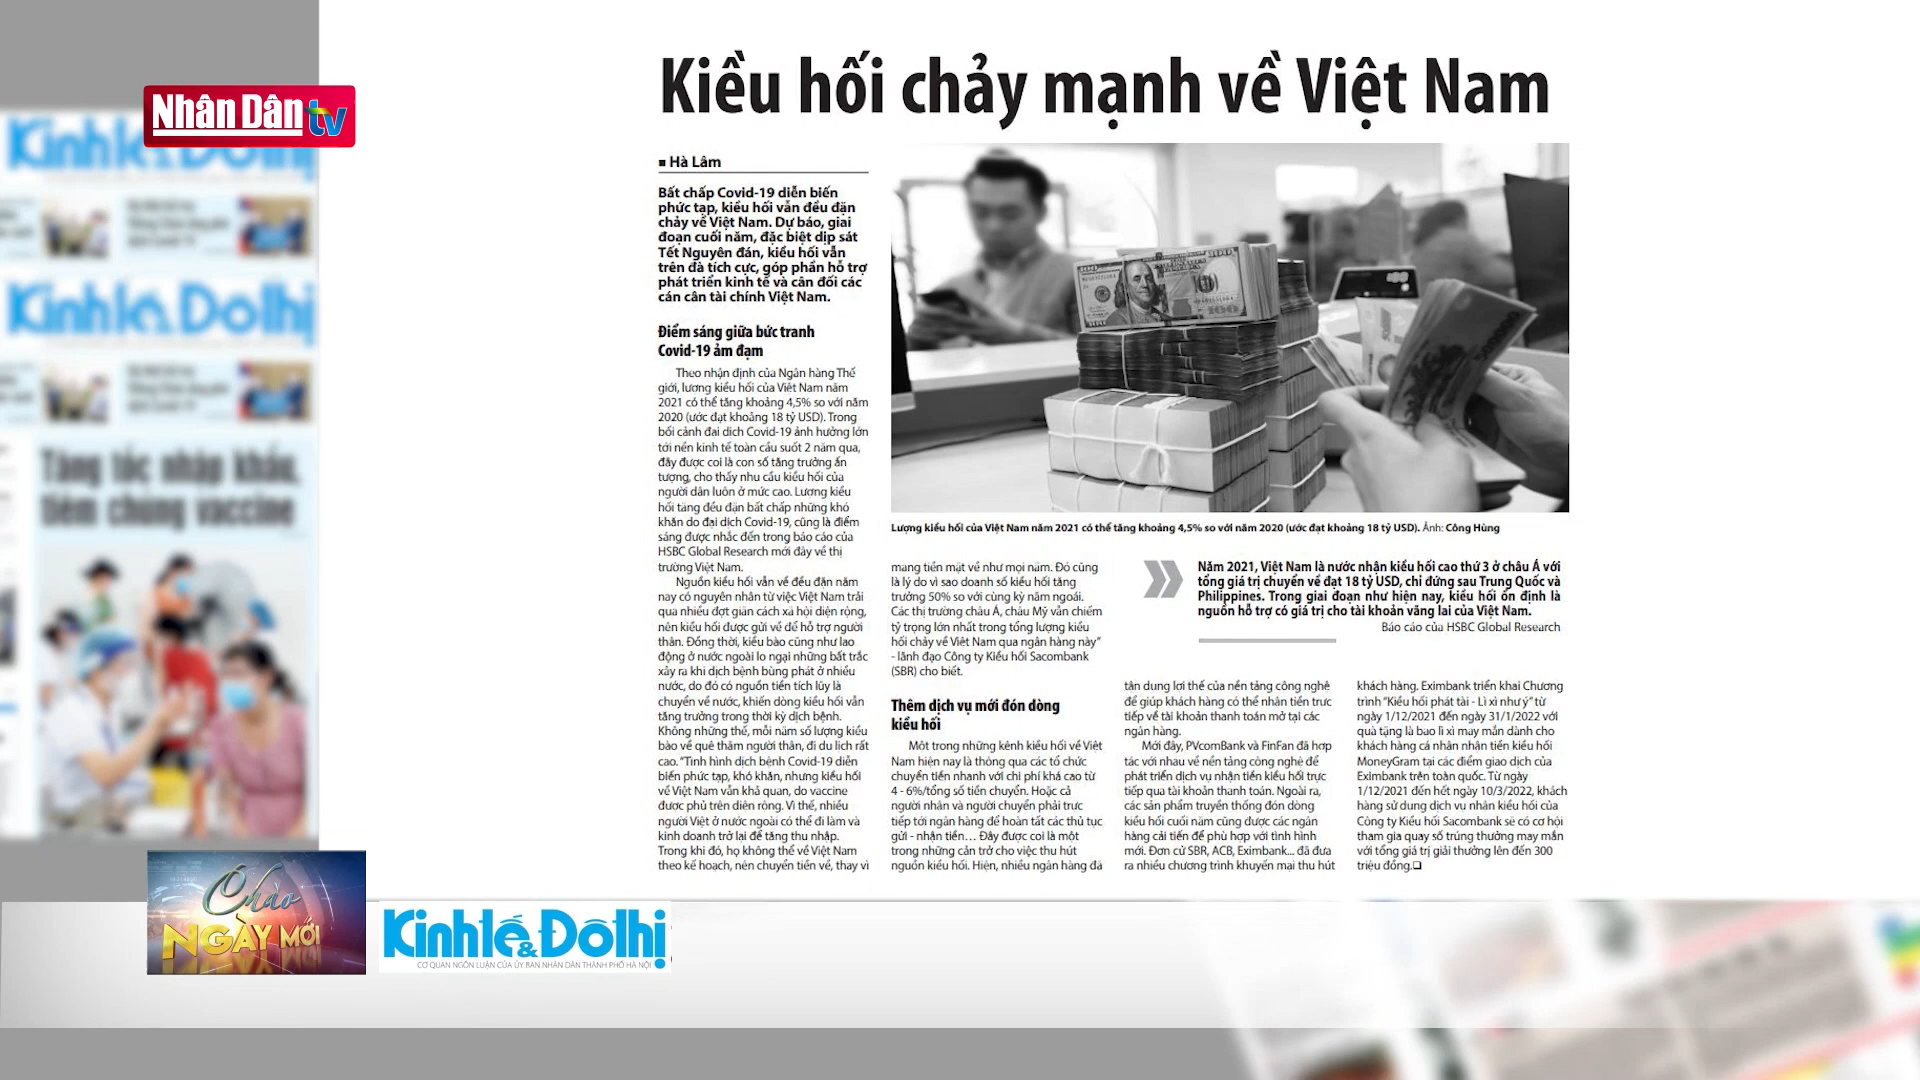 Nhân Dân tv
Kiều hối chảy mạnh về Việt Nam
Hà Lâm
Bất chấp Covid-19 diễn biến
phức tạp, kiều hối vẫn đều đặn
chảy về Việt Nam. Dự báo, giai
đoạn cuối năm, đặc biệt dịp sát
Tết Nguyên đán, kiều hối vẫn
trên đà tích cực, góp phần hỗ trợ
phát triển kinh tế và cân đối các
cán cân tài chính Việt Nam.
Điểm sáng giữa bức tranh
Covid-19 ảm đạm
Theo nhận định của Ngân hàng Thế
giới, lượng kiều hối của Việt Nam năm
2021 có thể tăng khoảng 4,5% so với năm
2020 (ước đạt khoảng 18 tỷ USD). Trong
bối cảnh đại dịch Covid-19 ảnh hưởng lớn
tới nền kinh tế toàn cầu suốt 2 năm qua,
đây được coi là con số tăng trưởng ấn
tượng, cho thấy nhu cầu kiều hối của
người dân luôn ở mức cao. Lượng kiều
hối tăng đều đặn bất chấp những khó
khăn do đại dịch Covid-19, cũng là điểm
sáng được nhắc đến trong báo cáo của
HSBC Global Research mới đây về thị
trường Việt Nam.
Nguồn kiều hối vẫn về đều đặn năm
nay có nguyên nhân từ việc Việt Nam trải
qua nhiều đợt giãn cách xã hội diện rộng,
nên kiều hối được gửi về để hỗ trợ người
thân. Đồng thời, kiều bào cũng như lao
động ở nước ngoài lo ngại những bất trắc
xảy ra khi dịch bệnh bùng phát ở nhiều
nước, do đó có nguồn tiền tích lũy là
chuyển về nước, khiến dòng kiều hối vẫn
tăng trưởng trong thời kỳ dịch bệnh.
Không những thế, mỗi năm số lượng kiều
bào về quê thăm người thân, đi du lịch rất
cao. "Tình hình dịch bệnh Covid-19 diễn
biến phức tạp, khó khăn, nhưng kiều hối
về Việt Nam vẫn khả quan, do vaccine
được phủ trên diện rộng. Vì thế, nhiều
người Việt ở nước ngoài có thể đi làm và
kinh doanh trở lại để tăng thu nhập.
Trong khi đó, họ không thể về Việt Nam
theo kế hoạch, nên chuyển tiền về, thay vì
Lượng kiều hối của Việt Nam năm 2021 có thể tăng khoảng 4,5% so với năm 2020 (ước đạt khoảng 18 tỷ USD). Ảnh: Công Hùng
mang tiền mặt về như mọi năm. Đó cũng
là lý do vì sao doanh số kiều hối tăng
trưởng 50% so với cùng kỳ năm ngoái.
Các thị trường châu Á, châu Mỹ vẫn chiếm
tỷ trọng lớn nhất trong tổng lượng kiều
hối chảy về Việt Nam qua ngân hàng này"
- lãnh đạo Công ty Kiều hối Sacombank
(SBR) cho biết.
Thêm dịch vụ mới đón dòng
kiều hối
Một trong những kênh kiều hối về Việt
Nam hiện nay là thông qua các tổ chức
chuyển tiền nhanh với chi phí khá cao từ
4 - 6%/tổng số tiền chuyển. Hoặc cả
người nhận và người chuyển phải trực
tiếp tới ngân hàng để hoàn tất các thủ tục
gửi - nhận tiền… Đây được coi là một
trong những cản trở cho việc thu hút
nguồn kiều hối. Hiện, nhiều ngân hàng đã
Năm 2021, Việt Nam là nước nhận kiều hối cao thứ 3 ở châu Á với
tổng giá trị chuyển về đạt 18 tỷ USD, chỉ đứng sau Trung Quốc và
Philippines. Trong giai đoạn như hiện nay, kiều hối ổn định là
nguồn hỗ trợ có giá trị cho tài khoản vãng lai của Việt Nam.
Báo cáo của HSBC Global Research
tận dụng lợi thế của nền tảng công nghệ
để giúp khách hàng có thể nhận tiền trực
tiếp về tài khoản thanh toán mở tại các
ngân hàng.
Mới đây, PVcomBank và FinFan đã hợp
tác với nhau về nền tảng công nghệ để
phát triển dịch vụ nhận tiền kiều hối trực
tiếp qua tài khoản thanh toán. Ngoài ra,
các sản phẩm truyền thống đón dòng
kiều hối cuối năm cũng được các ngân
hàng cải tiến để phù hợp với tình hình
mới. Đơn cử SBR, ACB, Eximbank... đã đưa
ra nhiều chương trình khuyến mại thu hút
khách hàng. Eximbank triển khai Chương
trình "Kiều hối phát tài - Lì xì như ý" từ
ngày 1/12/2021 đến ngày 31/1/2022 với
quà tặng là bao lì xì may mắn dành cho
khách hàng cá nhân nhận tiền kiều hối
MoneyGram tại các điểm giao dịch của
Eximbank trên toàn quốc. Từ ngày
1/12/2021 đến hết ngày 10/3/2022, khách
hàng sử dụng dịch vụ nhận kiều hối của
Công ty Kiều hối Sacombank sẽ có cơ hội
tham gia quay số trúng thưởng may mắn
với tổng giá trị giải thưởng lên đến 300
triệu đồng.
Kinh tế & Đô thị
Kinh tế & Đô thị
Tăng tốc nhập khẩu,
tiêm chủng vaccine
Chào
NGÀY MỚI
Kinh tế & Đô thị
CƠ QUAN NGÔN LUẬN CỦA ỦY BAN NHÂN DÂN THÀNH PHỐ HÀ NỘI